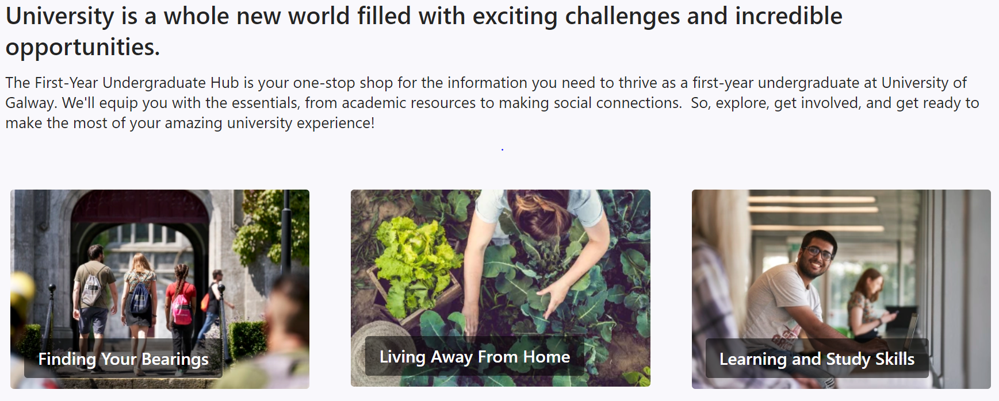 University is a whole new world filled with exciting challenges and incredible
opportunities.
The First-Year Undergraduate Hub is your one-stop shop for the information you need to thrive as a first-year undergraduate at University of
Galway. We'll equip you with the essentials, from academic resources to making social connections.  So, explore, get involved, and get ready to
make the most of your amazing university experience!
.
Finding Your Bearings
Living Away From Home
Learning and Study Skills